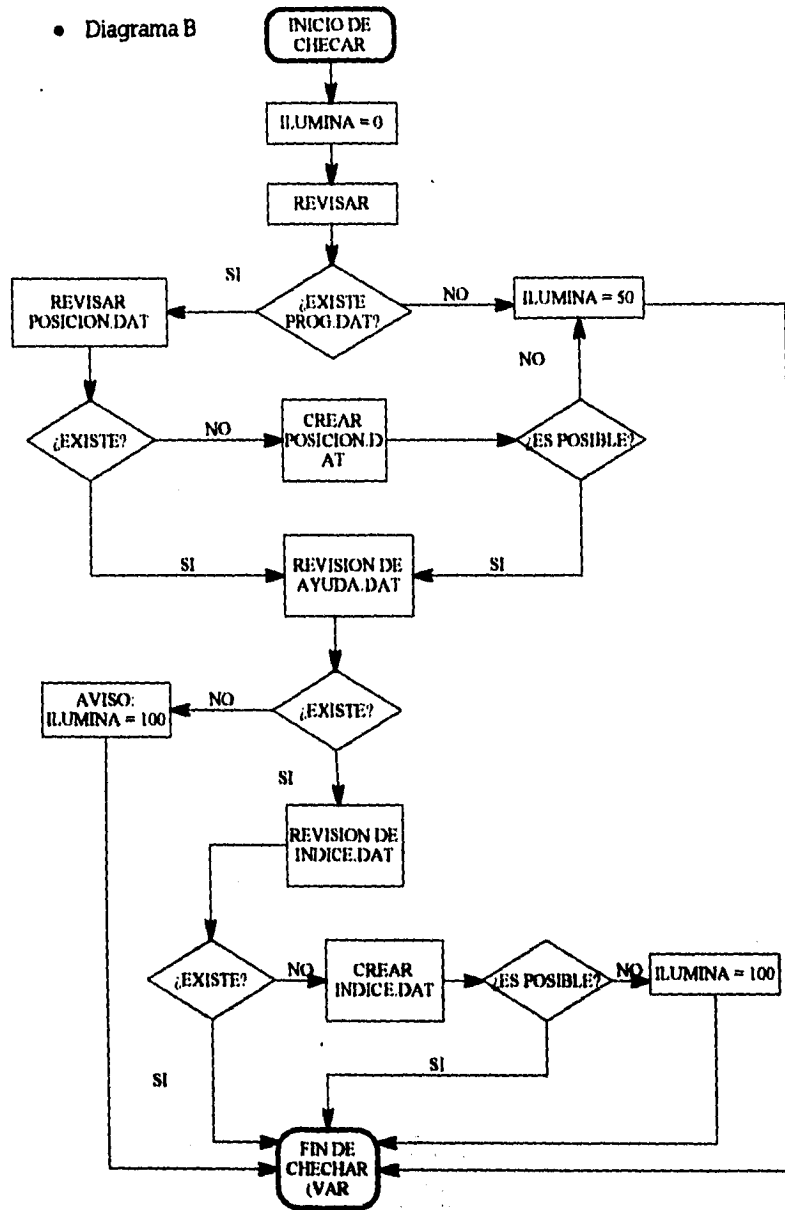 • Diagrama B
INICIO DE
CHECAR
ILUMINA = 0
REVISAR
SI
¿EXISTE
PROG.DAT?
NO
ILUMINA = 50
REVISAR
POSICION.DAT
NO
¿EXISTE?
NO
CREAR
POSICION.D
AT
¿ES POSIBLE?
SI
REVISION DE
AYUDA.DAT
SI
AVISO:
ILUMINA = 100
NO
¿EXISTE?
SI
REVISION DE
INDICE.DAT
¿EXISTE?
NO
CREAR
INDICE.DAT
¿ES POSIBLE?
NO
ILUMINA = 100
SI
SI
FIN DE
CHECHAR
(VAR